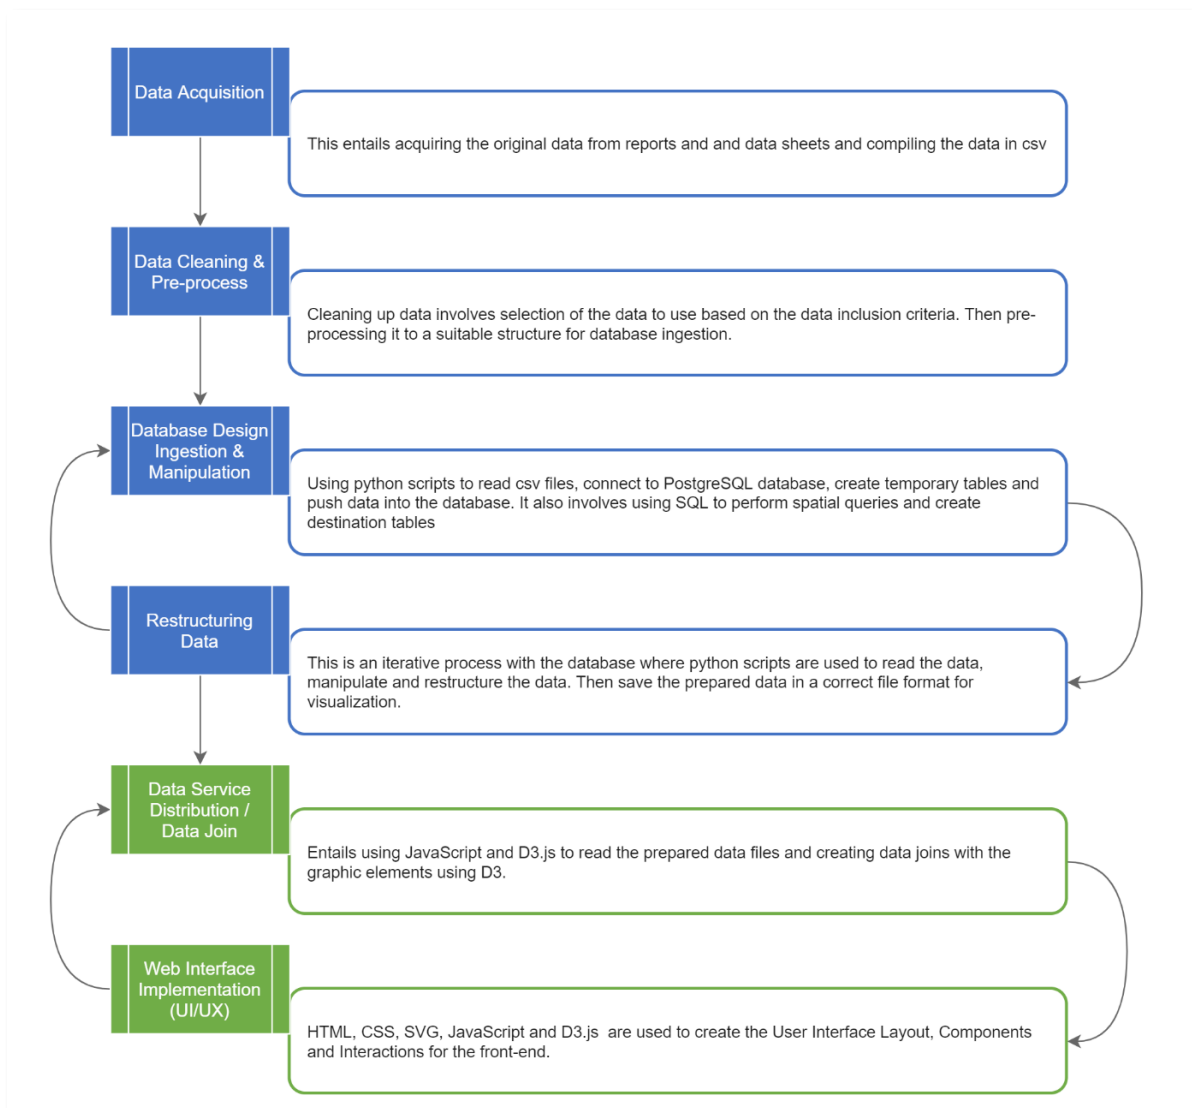 Data Acquisition
This entails acquiring the original data from reports and and data sheets and compiling the data in csv
Data Cleaning &
Pre-process
Cleaning up data involves selection of the data to use based on the data inclusion criteria. Then pre-
processing it to a suitable structure for database ingestion.
Database Design
Ingestion &
Manipulation
Using python scripts to read csv files, connect to PostgreSQL database, create temporary tables and
push data into the database. It also involves using SQL to perform spatial queries and create
destination tables
Restructuring
Data
This is an iterative process with the database where python scripts are used to read the data,
manipulate and restructure the data. Then save the prepared data in a correct file format for
visualization.
Data Service
Distribution /
Data Join
Entails using JavaScript and D3.js to read the prepared data files and creating data joins with the
graphic elements using D3.
Web Interface
Implementation
(UI/UX)
HTML, CSS, SVG, JavaScript and D3.js  are used to create the User Interface Layout, Components
and Interactions for the front-end.